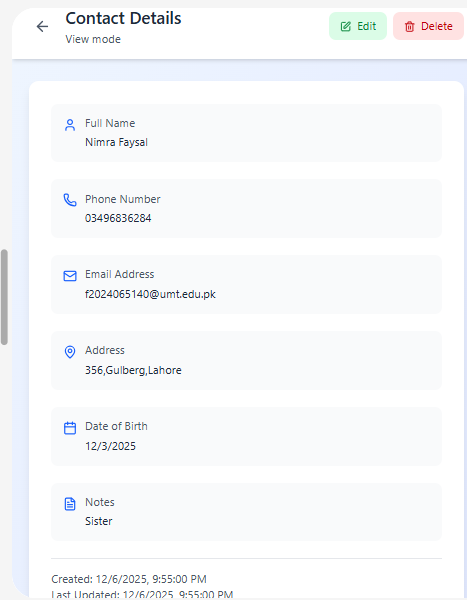 Contact Details
View mode
Edit
Delete
Full Name
Nimra Faysal
Phone Number
03496836284
Email Address
f2024065140@umt.edu.pk
Address
356,Gulberg,Lahore
Date of Birth
12/3/2025
Notes
Sister
Created: 12/6/2025, 9:55:00 PM
Last Updated: 12/6/2025, 9:55:00 PM